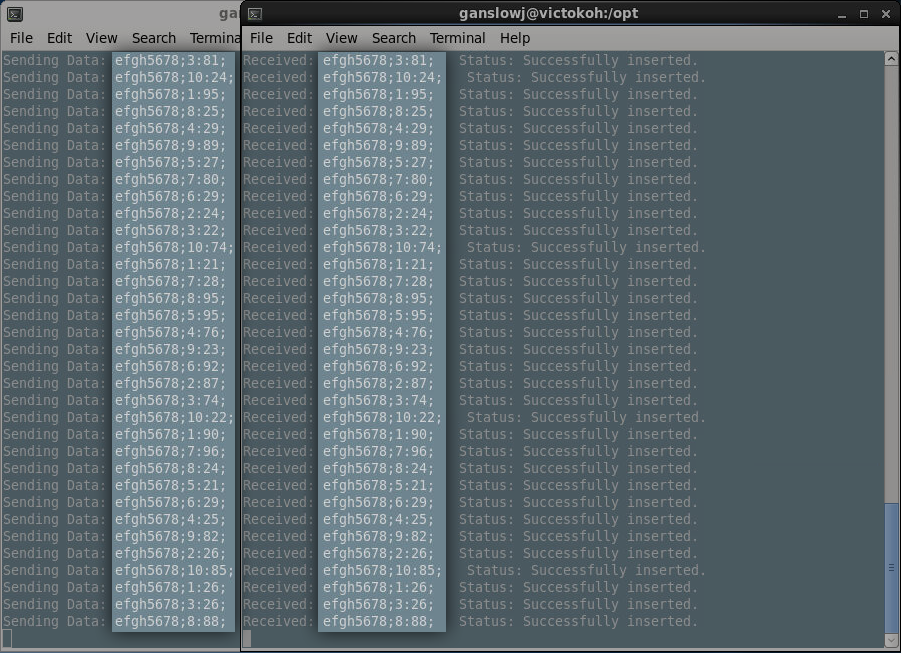 gan
File Edit View Search Termina
Sending Data: efgh5678;3:81;
Sending Data: efgh5678;10:24;
Sending Data: efgh5678;1:95;
Sending Data: efgh5678;8:25;
Sending Data: efgh5678;4:29;
Sending Data: efgh5678;9:89;
Sending Data: efgh5678;5:27;
Sending Data: efgh5678;7:80;
Sending Data: efgh5678;6:29;
Sending Data: efgh5678;2:24;
Sending Data: efgh5678;3:22;
Sending Data: efgh5678;10:74;
Sending Data: efgh5678;1:21;
Sending Data: efgh5678;7:28;
Sending Data: efgh5678;8:95;
Sending Data: efgh5678;5:95;
Sending Data: efgh5678;4:76;
Sending Data: efgh5678;9:23;
Sending Data: efgh5678;6:92;
Sending Data: efgh5678;2:87;
Sending Data: efgh5678;3:74;
Sending Data: efgh5678;10:22;
Sending Data: efgh5678;1:90;
Sending Data: efgh5678;7:96;
Sending Data: efgh5678;8:24;
Sending Data: efgh5678;5:21;
Sending Data: efgh5678;6:29;
Sending Data: efgh5678;4:25;
Sending Data: efgh5678;9:82;
Sending Data: efgh5678;2:26;
Sending Data: efgh5678;10:85;
Sending Data: efgh5678;1:26;
Sending Data: efgh5678;3:26;
Sending Data: efgh5678;8:88;
ganslowj@victokoh:/opt
File Edit View Search Terminal Help
Received: efgh5678;3:81; Status: Successfully inserted.
Received: efgh5678;10:24; Status: Successfully inserted.
Received: efgh5678;1:95; Status: Successfully inserted.
Received: efgh5678;8:25; Status: Successfully inserted.
Received: efgh5678;4:29; Status: Successfully inserted.
Received: efgh5678;9:89; Status: Successfully inserted.
Received: efgh5678;5:27; Status: Successfully inserted.
Received: efgh5678;7:80; Status: Successfully inserted.
Received: efgh5678;6:29; Status: Successfully inserted.
Received: efgh5678;2:24; Status: Successfully inserted.
Received: efgh5678;3:22; Status: Successfully inserted.
Received: efgh5678;10:74; Status: Successfully inserted.
Received: efgh5678;1:21; Status: Successfully inserted.
Received: efgh5678;7:28; Status: Successfully inserted.
Received: efgh5678;8:95; Status: Successfully inserted.
Received: efgh5678;5:95; Status: Successfully inserted.
Received: efgh5678;4:76; Status: Successfully inserted.
Received: efgh5678;9:23; Status: Successfully inserted.
Received: efgh5678;6:92; Status: Successfully inserted.
Received: efgh5678;2:87; Status: Successfully inserted.
Received: efgh5678;3:74; Status: Successfully inserted.
Received: efgh5678;10:22; Status: Successfully inserted.
Received: efgh5678;1:90; Status: Successfully inserted.
Received: efgh5678;7:96; Status: Successfully inserted.
Received: efgh5678;8:24; Status: Successfully inserted.
Received: efgh5678;5:21; Status: Successfully inserted.
Received: efgh5678;6:29; Status: Successfully inserted.
Received: efgh5678;4:25; Status: Successfully inserted.
Received: efgh5678;9:82; Status: Successfully inserted.
Received: efgh5678;2:26; Status: Successfully inserted.
Received: efgh5678;10:85; Status: Successfully inserted.
Received: efgh5678;1:26; Status: Successfully inserted.
Received: efgh5678;3:26; Status: Successfully inserted.
Received: efgh5678;8:88; Status: Successfully inserted.